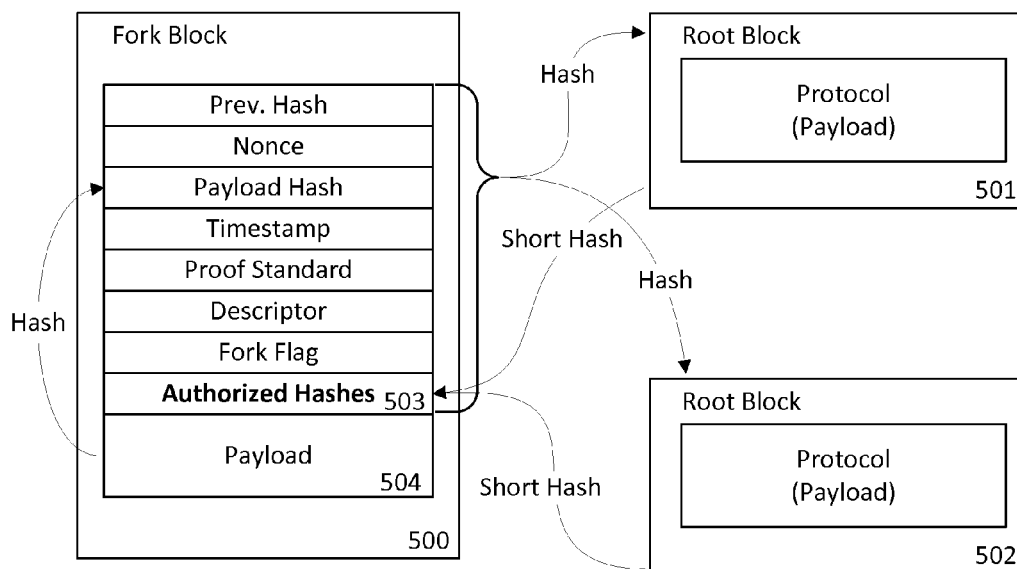 Fork Block
Prev. Hash
Nonce
Payload Hash
Timestamp
Proof Standard
Descriptor
Fork Flag
Authorized Hashes
503
Payload
504
500
Hash
Hash
Short Hash
Hash
Short Hash
Root Block
Protocol
(Payload)
501
Root Block
Protocol
(Payload)
502